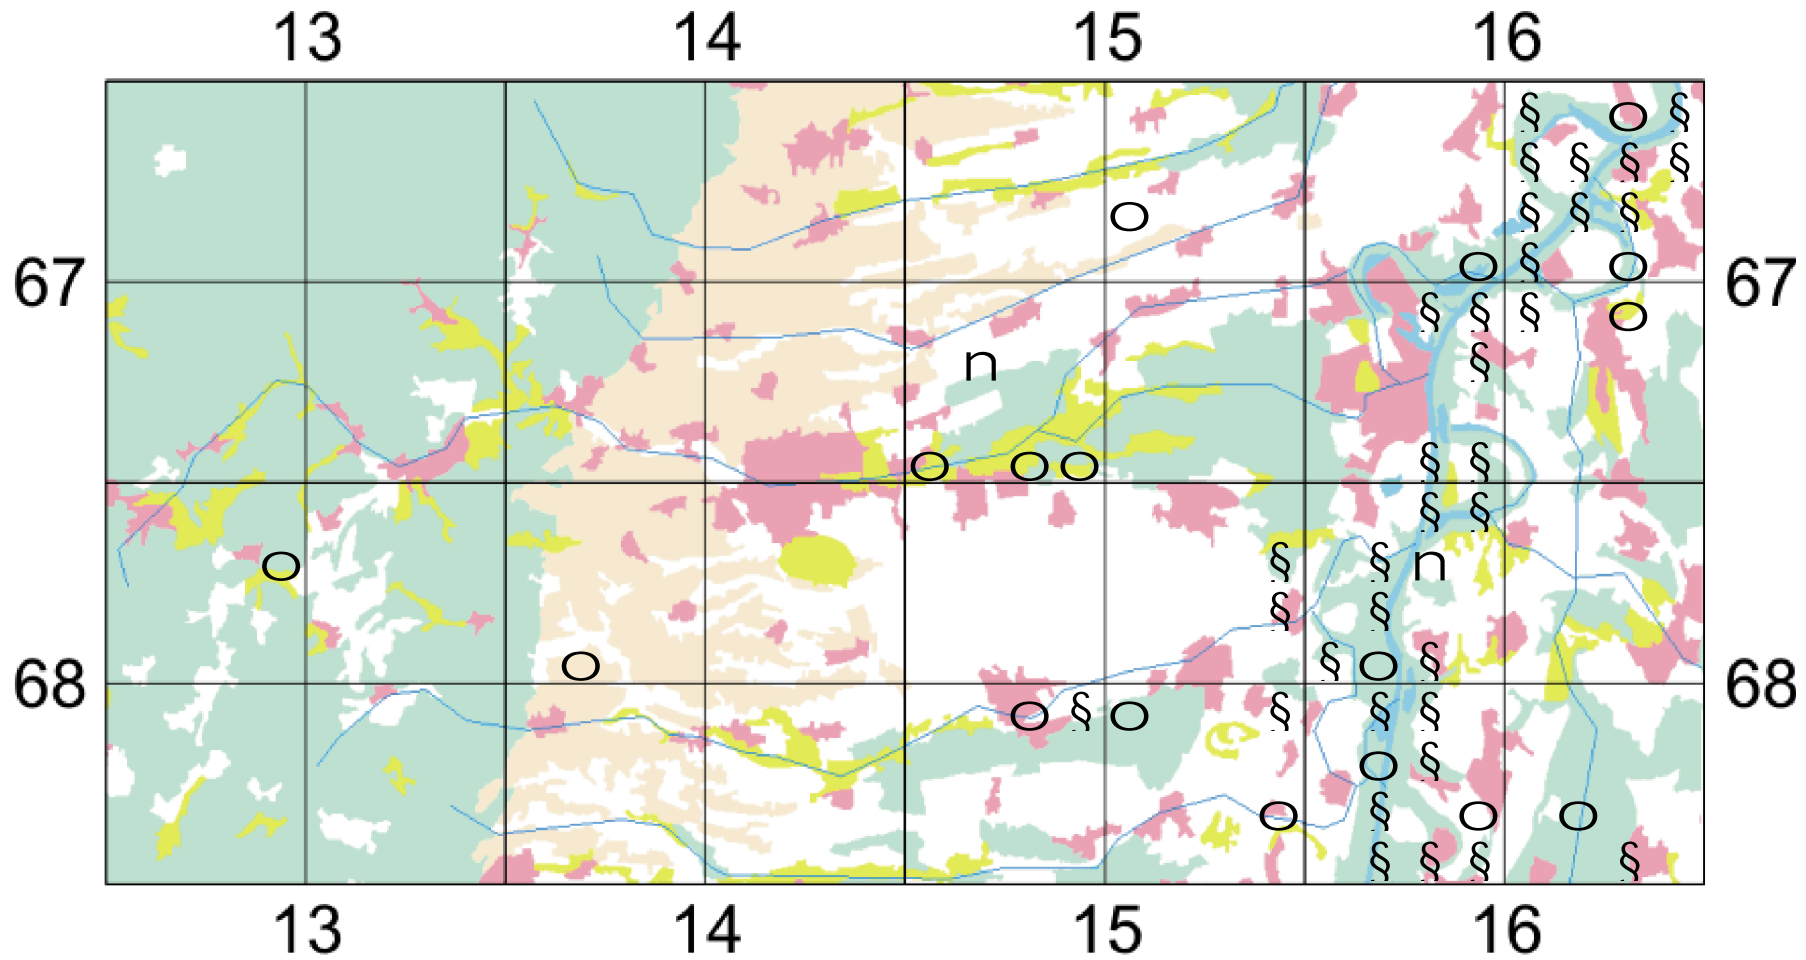 13 14 15 16
§ O §
§ § § §
O § § §
O § O
67 67
§ § § O
n §
O O O § §
§ §
O § § n
§ §
O § O §
68 68
O § O § § §
O §
O § O O
§ § § §
13 14 15 16